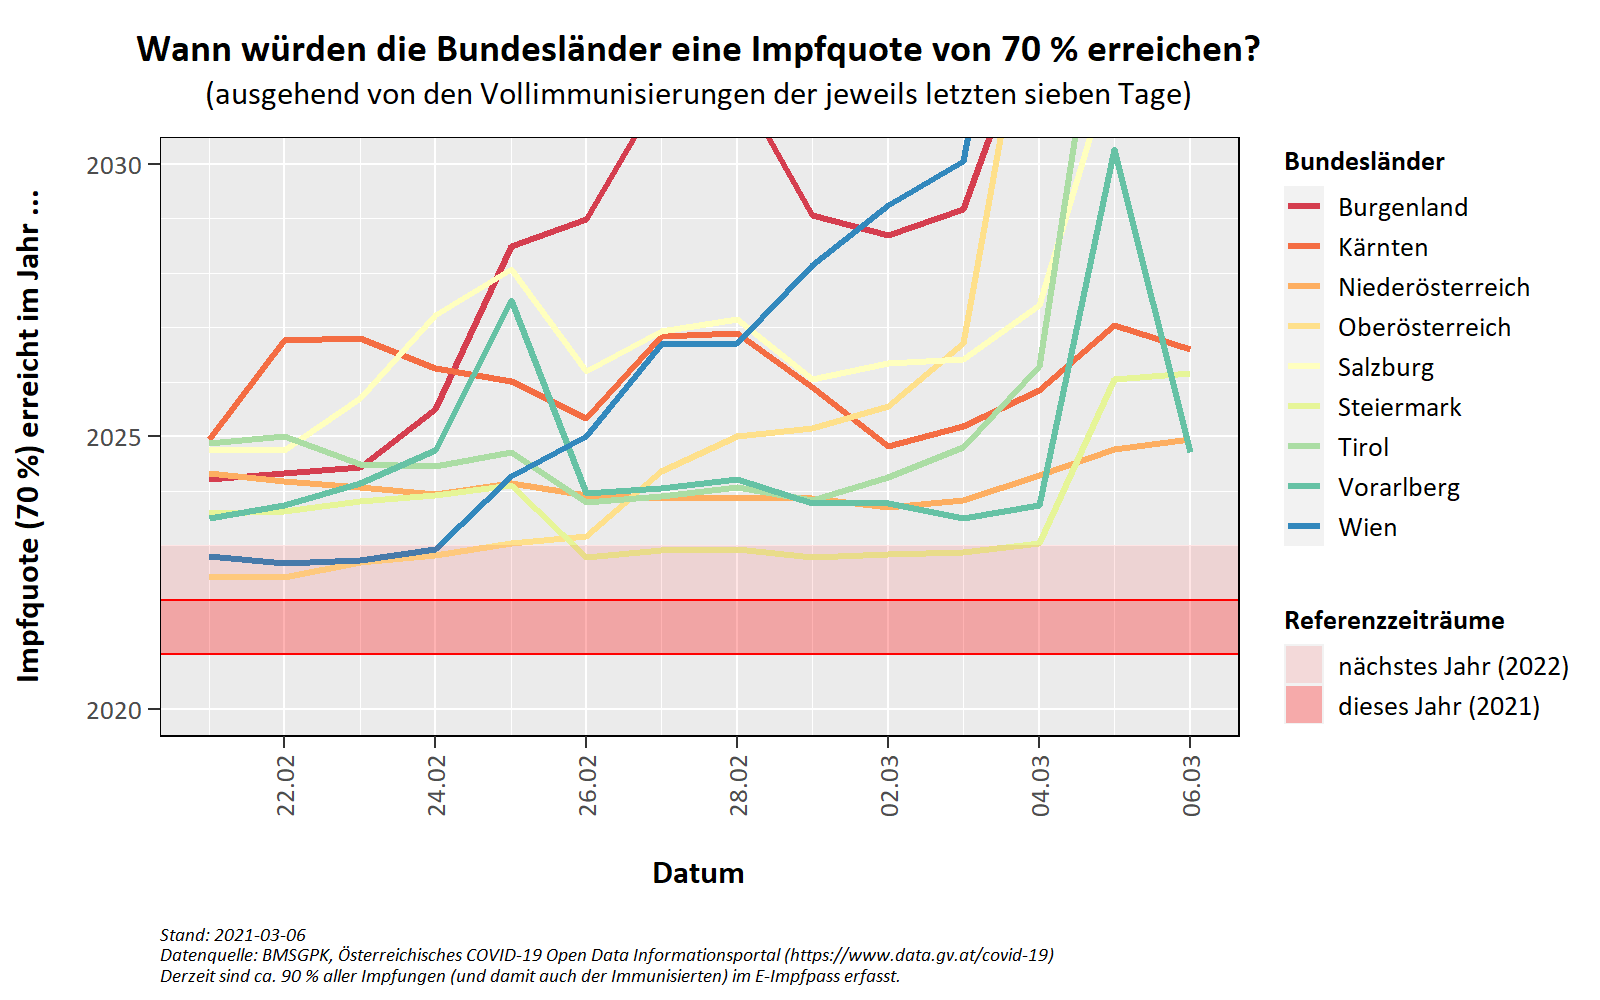 Wann würden die Bundesländer eine Impfquote von 70 % erreichen?
(ausgehend von den Vollimmunisierungen der jeweils letzten sieben Tage)
Impfquote (70 %) erreicht im Jahr ...
2030
2025
2020
22.02
24.02
26.02
28.02
02.03
04.03
06.03
Datum
Bundesländer
Burgenland
Kärnten
Niederösterreich
Oberösterreich
Salzburg
Steiermark
Tirol
Vorarlberg
Wien
Referenzzeiträume
nächstes Jahr (2022)
dieses Jahr (2021)
Stand: 2021-03-06
Datenquelle: BMSGPK, Österreichisches COVID-19 Open Data Informationsportal (https://www.data.gv.at/covid-19)
Derzeit sind ca. 90 % aller Impfungen (und damit auch der Immunisierten) im E-Impfpass erfasst.